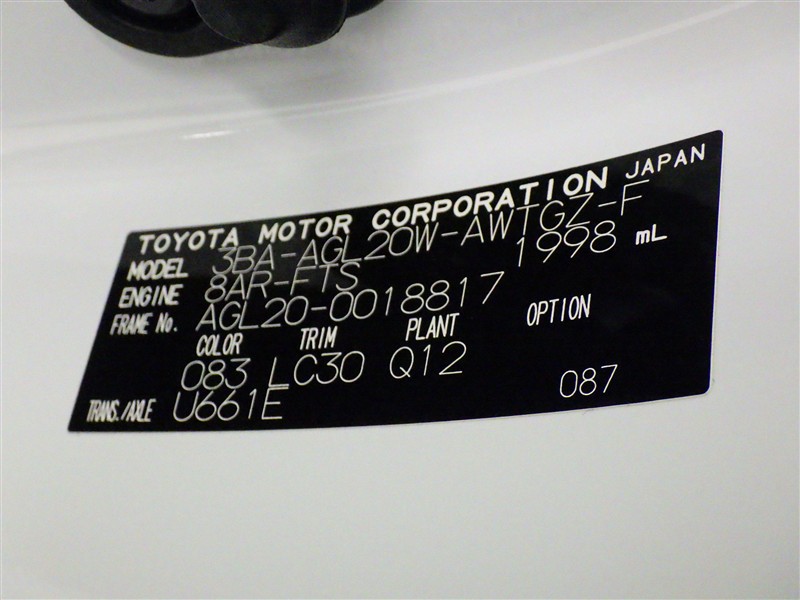 TOYOTA MOTOR CORPORATION JAPAN
MODEL 3BA-AGL20W-AWTGZ-F
ENGINE 8AR-FTS 1998 mL
FRAME No. AGL20-0018817
COLOR TRIM PLANT OPTION
083 LC30 Q12
TRANS./AXLE U661E 087